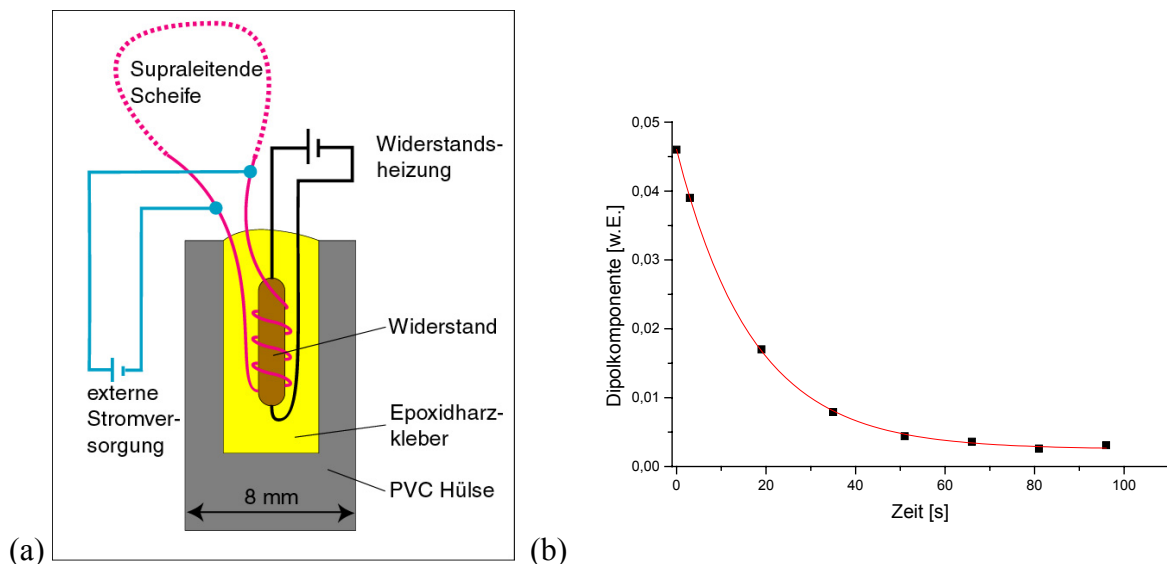 Supraleitende
Scheife
Widerstands-
heizung
Widerstand
externe
Stromver-
sorgung
Epoxidharz-
kleber
PVC Hülse
8 mm
(a)
0,05
0,04
0,03
0,02
0,01
0,00
Dipolkomponente [w.E.]
0
20
40
60
80
100
Zeit [s]
(b)